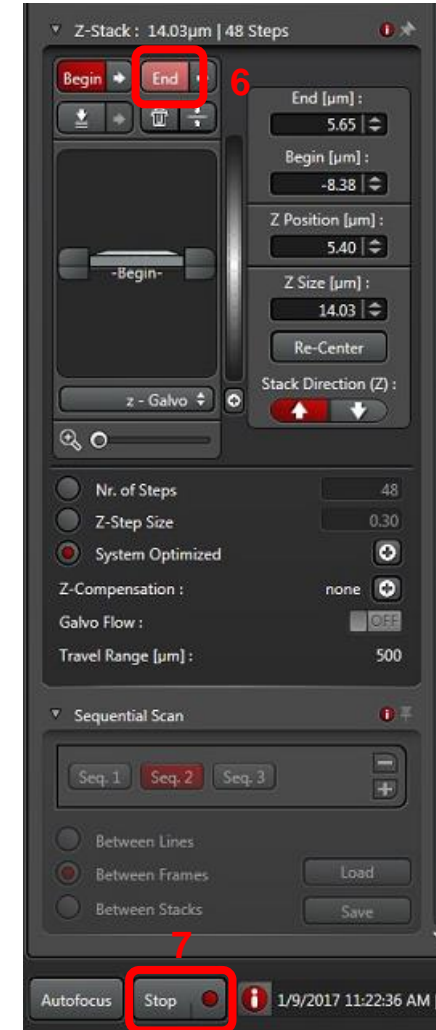 Z-Stack : 14.03µm | 48 Steps
Begin End 6
End [µm] :
5.65
Begin [µm] :
-8.38
Z Position [µm] :
5.40
-Begin-
Z Size [µm] :
14.03
Re-Center
Stack Direction (Z) :
z - Galvo
Nr. of Steps 48
Z-Step Size 0.30
System Optimized
Z-Compensation : none
Galvo Flow : OFF
Travel Range [µm] : 500
Sequential Scan
Seq. 1 Seq. 2 Seq. 3
Between Lines
Between Frames Load
Between Stacks Save
7
Autofocus Stop 1/9/2017 11:22:36 AM